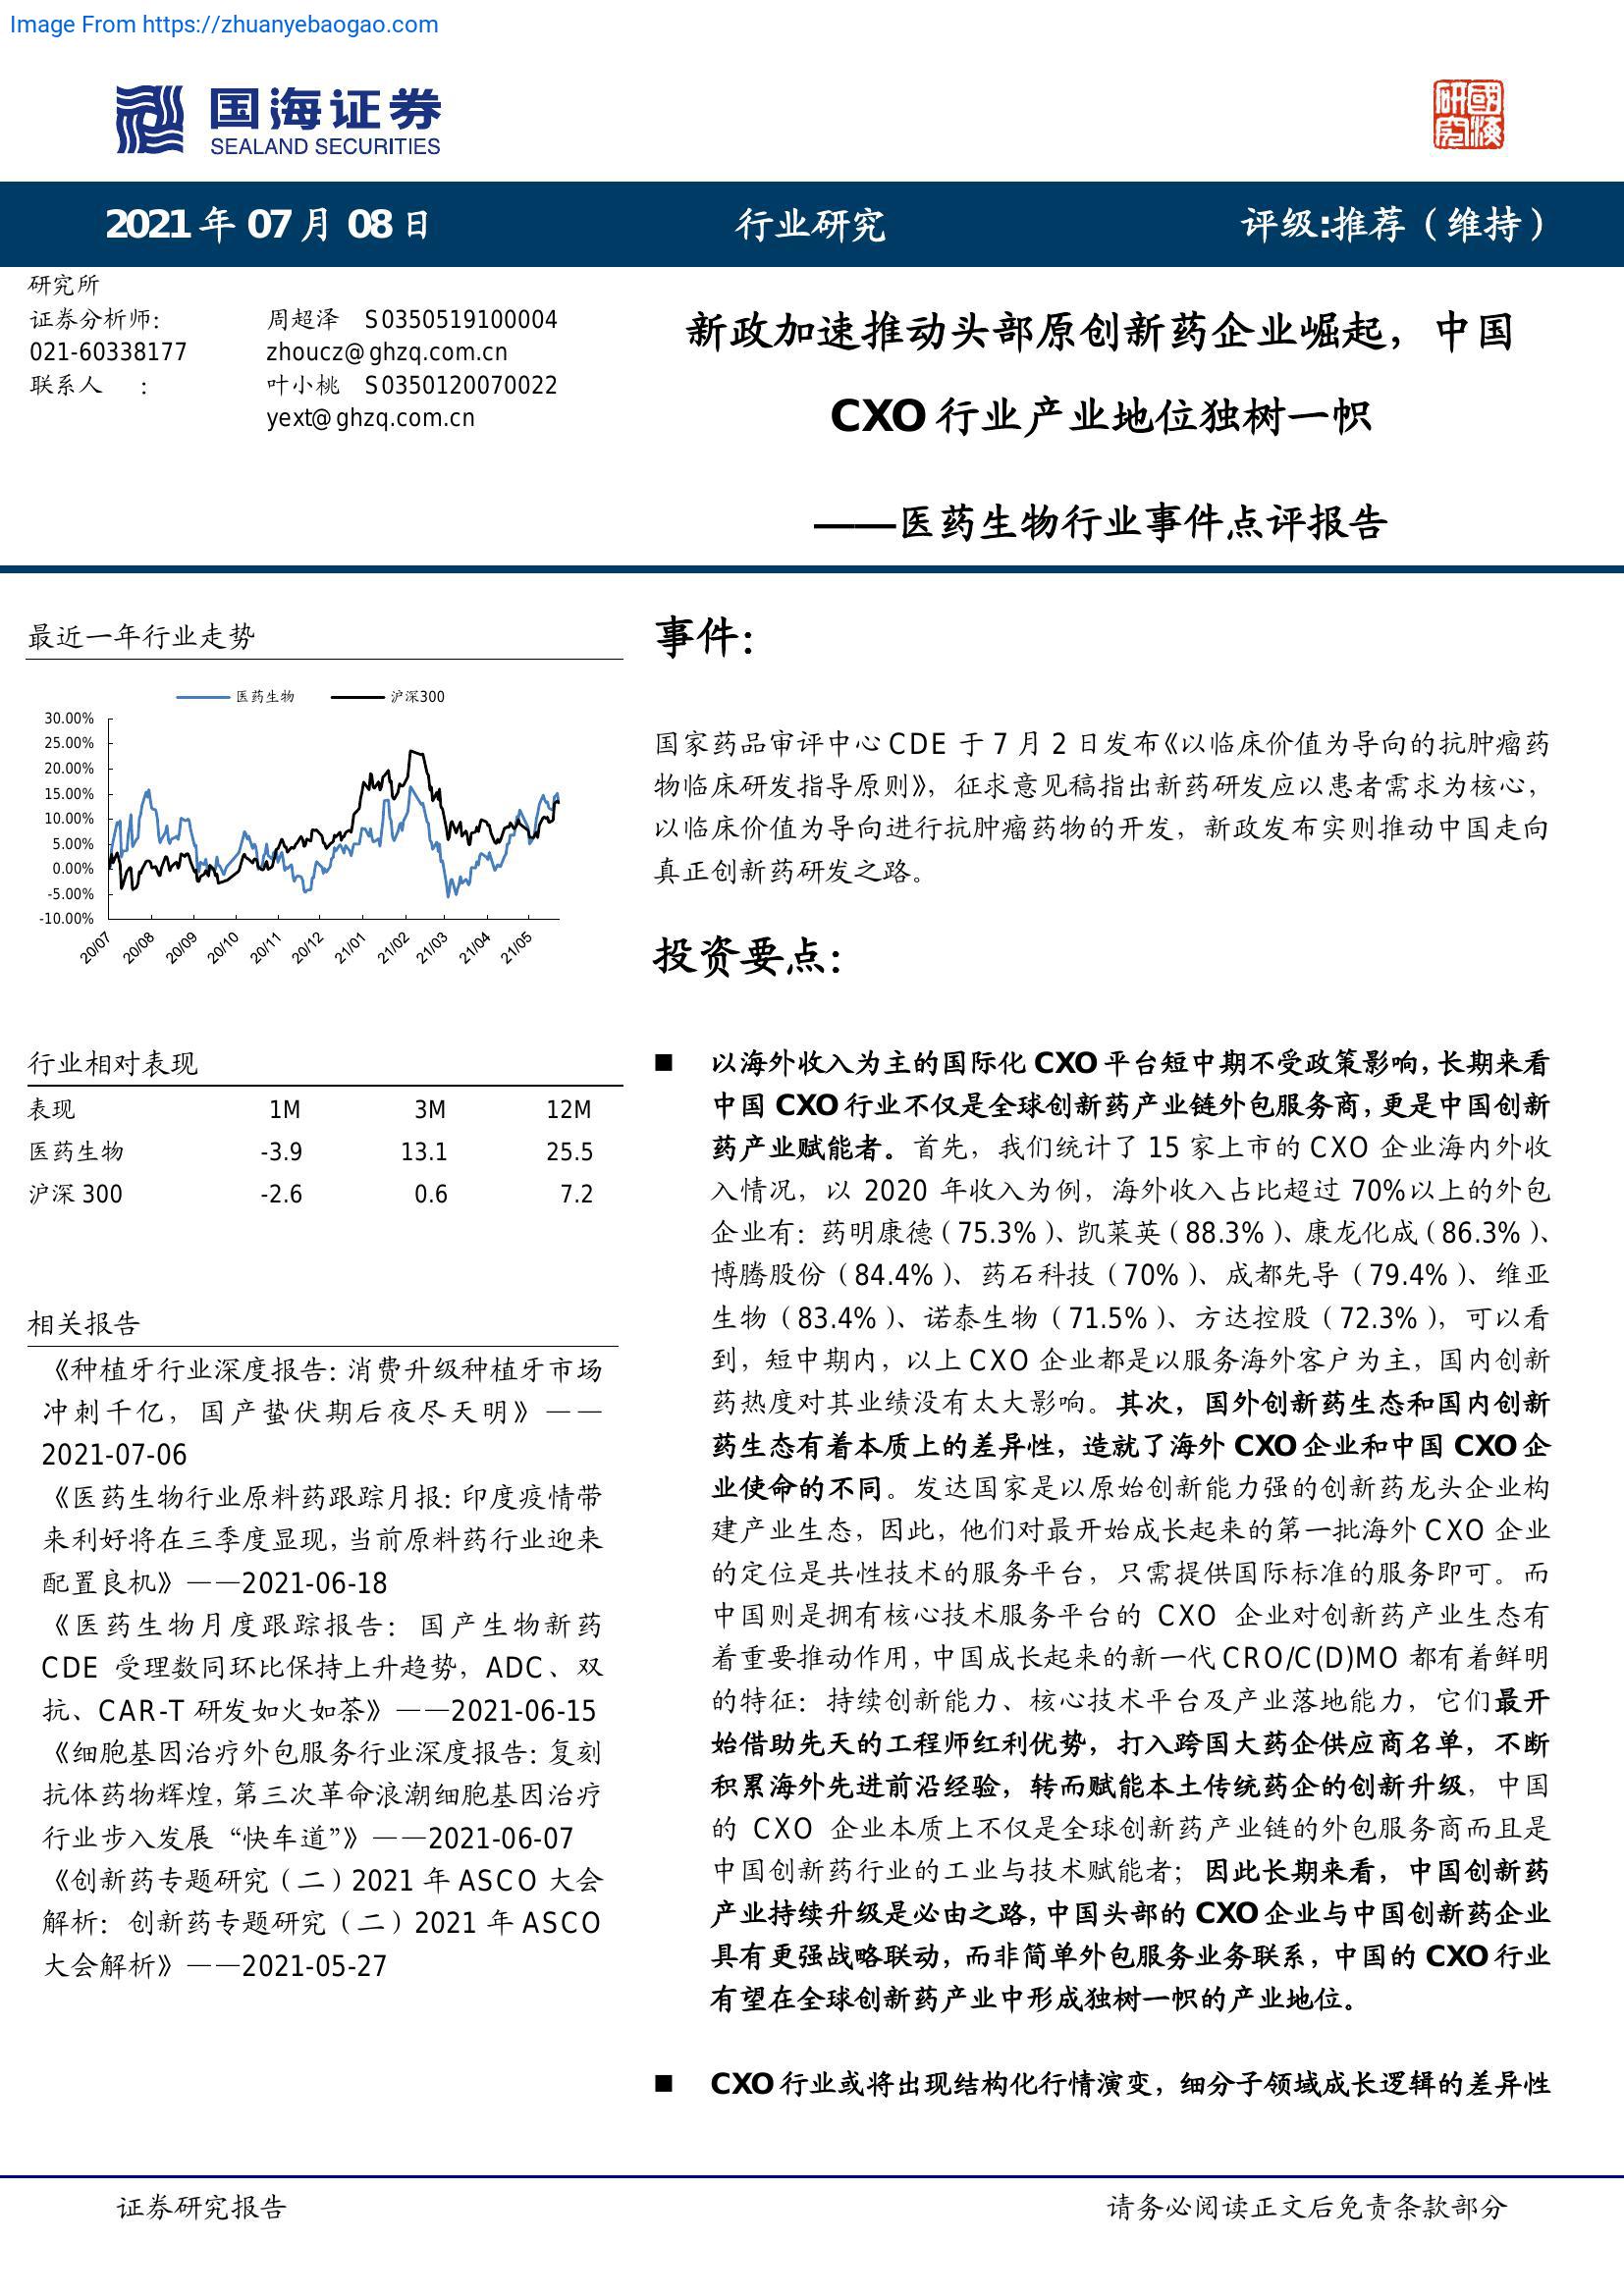 Image From https://zhuanyebaogao.com
国海证券
SEALAND SECURITIES
國海研究
2021 年 07 月 08 日
行业研究
评级:推荐（维持）
研究所
证券分析师: 周超泽 S0350519100004
021-60338177 zhoucz@ghzq.com.cn
联系人 : 叶小桃 S0350120070022
yext@ghzq.com.cn
新政加速推动头部原创新药企业崛起，中国
CXO 行业产业地位独树一帜
——医药生物行业事件点评报告
最近一年行业走势
医药生物 沪深300
30.00%
25.00%
20.00%
15.00%
10.00%
5.00%
0.00%
-5.00%
-10.00%
20/07 20/08 20/09 20/10 20/11 20/12 21/01 21/02 21/03 21/04 21/05
行业相对表现
表现 1M 3M 12M
医药生物 -3.9 13.1 25.5
沪深 300 -2.6 0.6 7.2
相关报告
《种植牙行业深度报告：消费升级种植牙市场
冲刺千亿，国产蛰伏期后夜尽天明》——
2021-07-06
《医药生物行业原料药跟踪月报：印度疫情带
来利好将在三季度显现，当前原料药行业迎来
配置良机》——2021-06-18
《医药生物月度跟踪报告：国产生物新药
CDE 受理数同环比保持上升趋势，ADC、双
抗、CAR-T 研发如火如荼》——2021-06-15
《细胞基因治疗外包服务行业深度报告：复刻
抗体药物辉煌，第三次革命浪潮细胞基因治疗
行业步入发展“快车道”》——2021-06-07
《创新药专题研究（二）2021 年 ASCO 大会
解析：创新药专题研究（二）2021 年 ASCO
大会解析》——2021-05-27
事件：
国家药品审评中心 CDE 于 7 月 2 日发布《以临床价值为导向的抗肿瘤药
物临床研发指导原则》，征求意见稿指出新药研发应以患者需求为核心，
以临床价值为导向进行抗肿瘤药物的开发，新政发布实则推动中国走向
真正创新药研发之路。
投资要点：
■ 以海外收入为主的国际化 CXO 平台短中期不受政策影响，长期来看
中国 CXO 行业不仅是全球创新药产业链外包服务商，更是中国创新
药产业赋能者。首先，我们统计了 15 家上市的 CXO 企业海内外收
入情况，以 2020 年收入为例，海外收入占比超过 70%以上的外包
企业有：药明康德（75.3%）、凯莱英（88.3%）、康龙化成（86.3%）、
博腾股份（84.4%）、药石科技（70%）、成都先导（79.4%）、维亚
生物（83.4%）、诺泰生物（71.5%）、方达控股（72.3%），可以看
到，短中期内，以上 CXO 企业都是以服务海外客户为主，国内创新
药热度对其业绩没有太大影响。其次，国外创新药生态和国内创新
药生态有着本质上的差异性，造就了海外 CXO 企业和中国 CXO 企
业使命的不同。发达国家是以原始创新能力强的创新药龙头企业构
建产业生态，因此，他们对最开始成长起来的第一批海外 CXO 企业
的定位是共性技术的服务平台，只需提供国际标准的服务即可。而
中国则是拥有核心技术服务平台的 CXO 企业对创新药产业生态有
着重要推动作用，中国成长起来的新一代 CRO/C(D)MO 都有着鲜明
的特征：持续创新能力、核心技术平台及产业落地能力，它们最开
始借助先天的工程师红利优势，打入跨国大药企供应商名单，不断
积累海外先进前沿经验，转而赋能本土传统药企的创新升级，中国
的 CXO 企业本质上不仅是全球创新药产业链的外包服务商而且是
中国创新药行业的工业与技术赋能者；因此长期来看，中国创新药
产业持续升级是必由之路，中国头部的 CXO 企业与中国创新药企业
具有更强战略联动，而非简单外包服务业务联系，中国的 CXO 行业
有望在全球创新药产业中形成独树一帜的产业地位。
■ CXO 行业或将出现结构化行情演变，细分子领域成长逻辑的差异性
证券研究报告
请务必阅读正文后免责条款部分